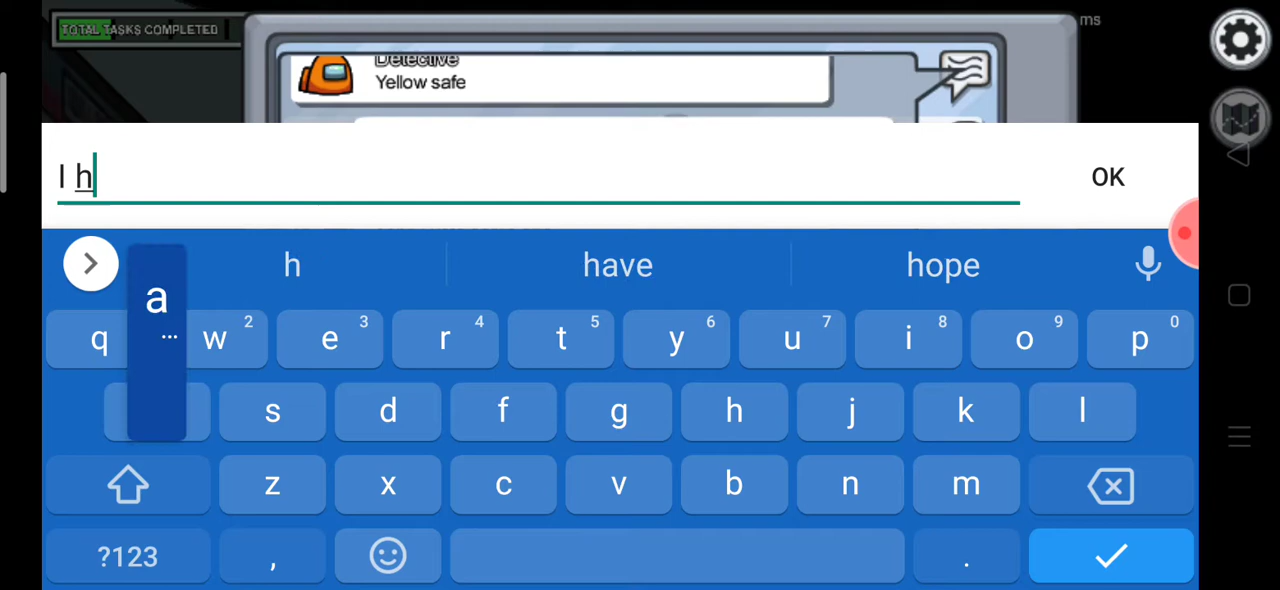 TOTAL TASKS COMPLETED
ms
Detective
Yellow safe
I h
OK
h have hope
a
...
q w 2 e 3 r 4 t 5 y 6 u 7 i 8 o 9 p 0
s d f g h j k l
z x c v b n m
?123 , .